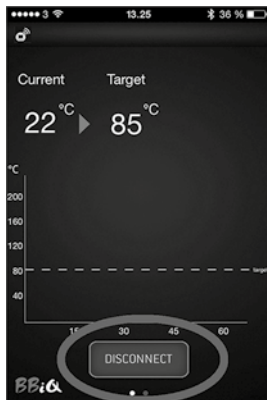 3 13.25 36 %
Current Target
22 °C 85 °C
°C
200
160
120
80 target
40
15 30 45 60
DISCONNECT
BBiQ